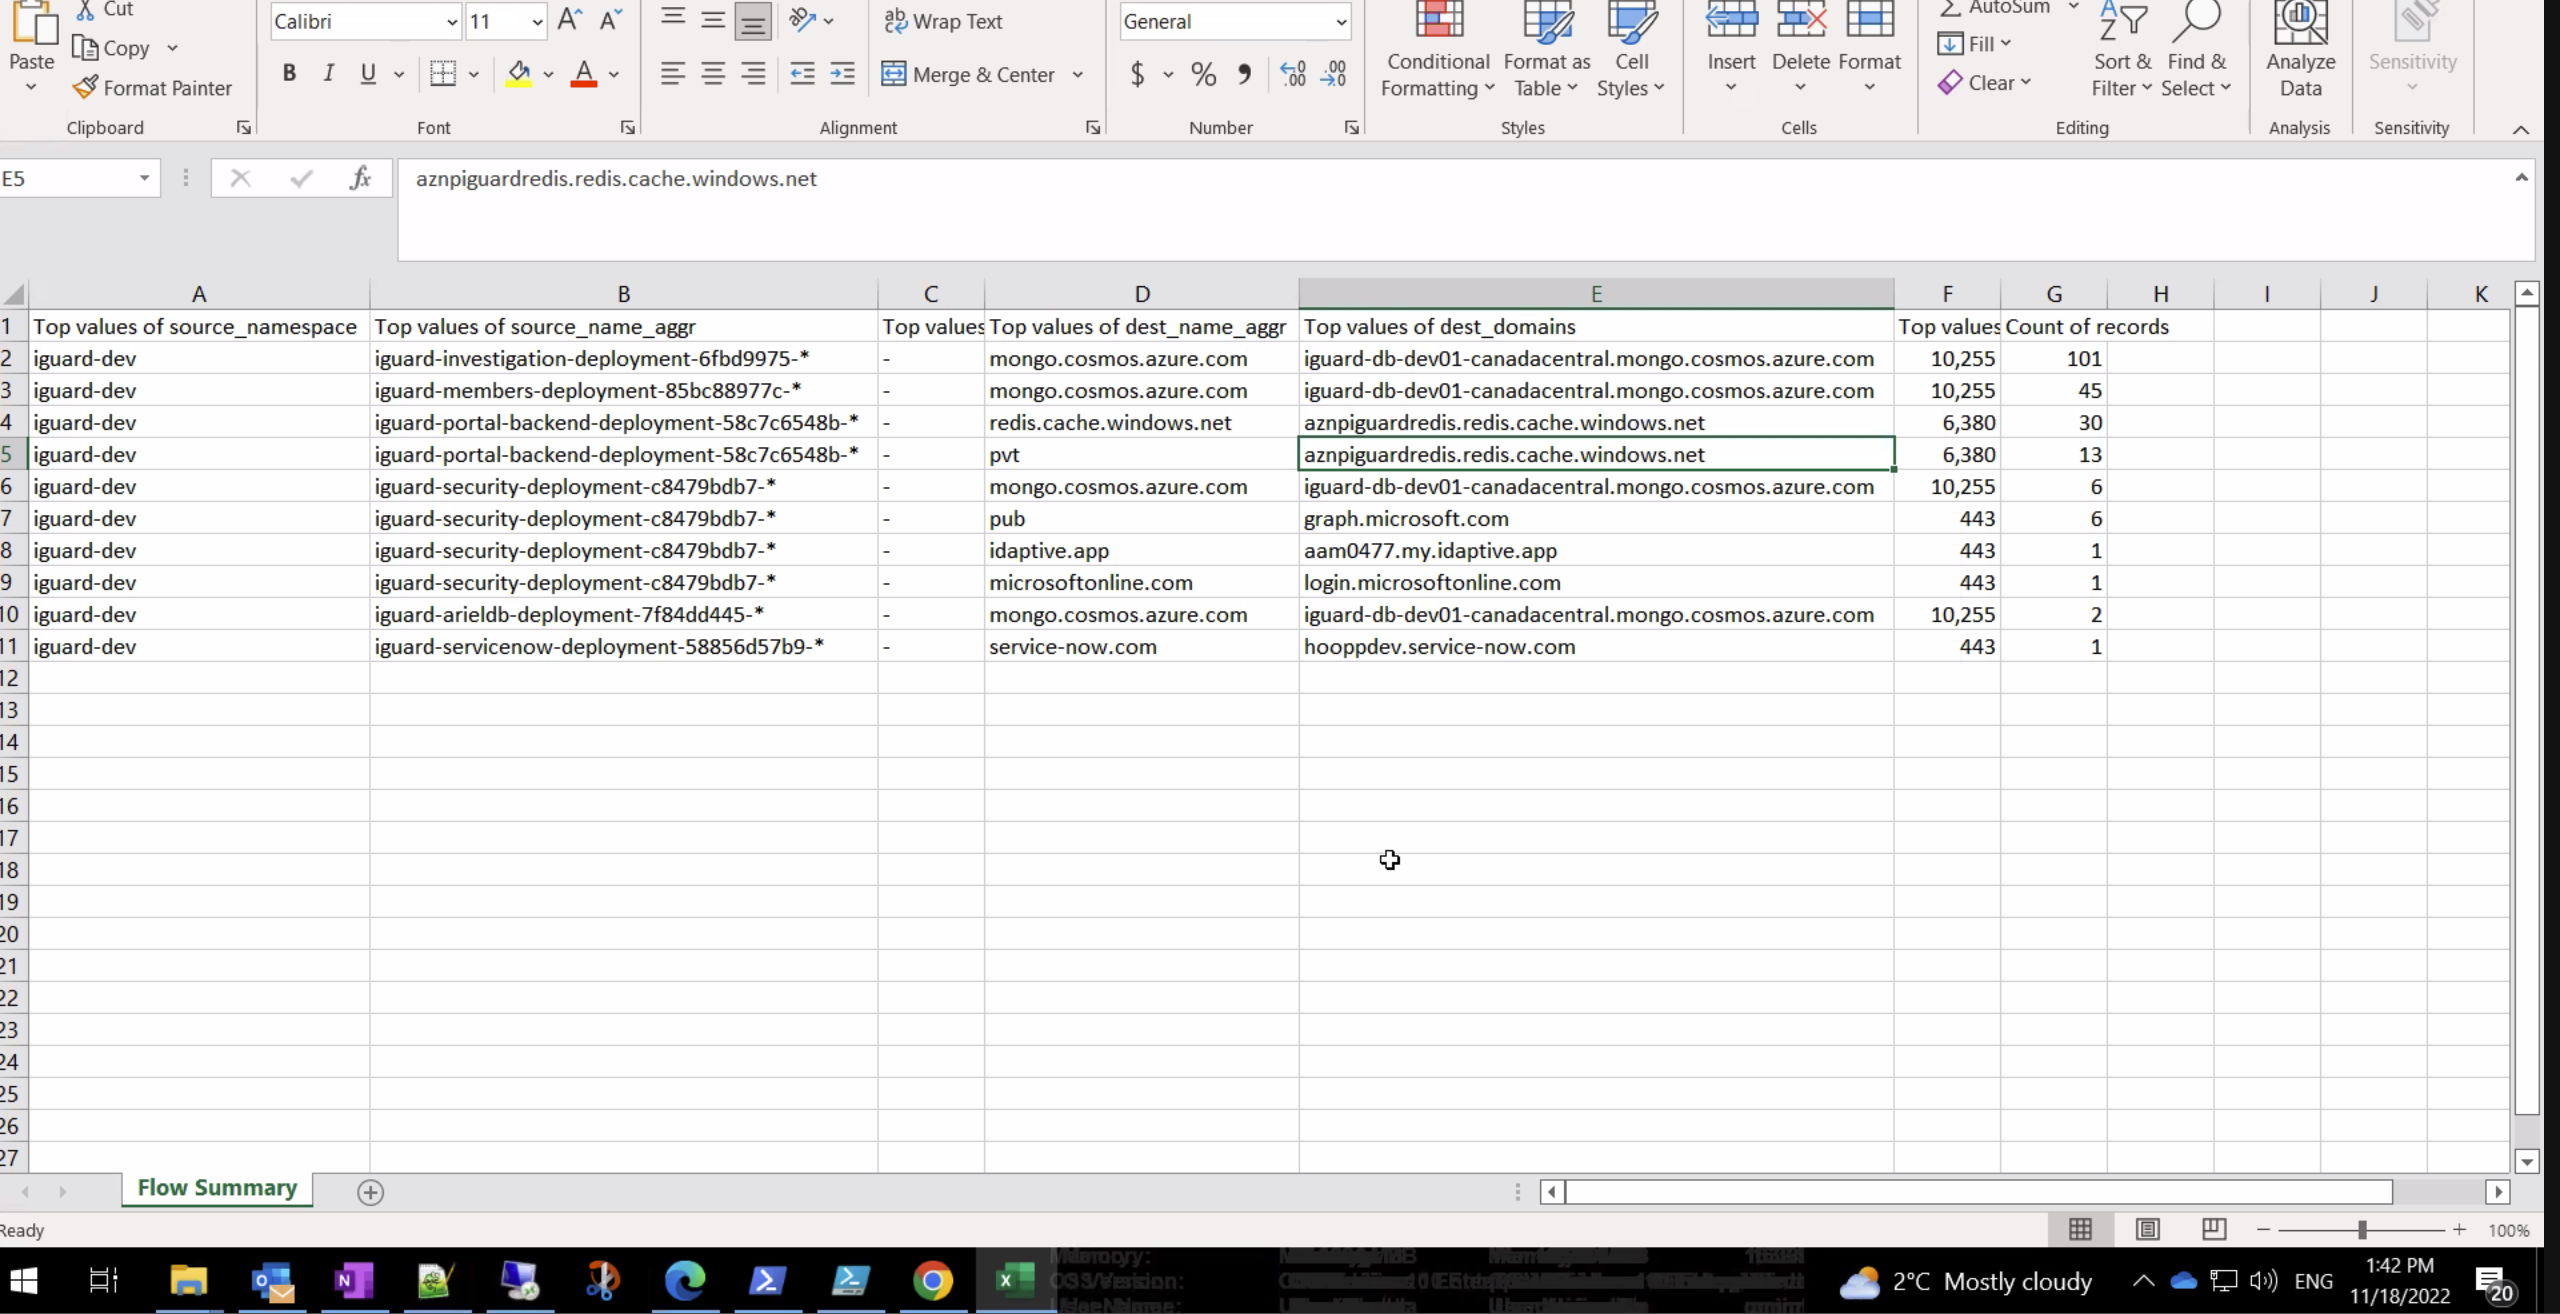 Cut
AutoSum
Calibri 11 Wrap Text General
Copy
Fill
Paste Conditional Format as Cell Insert Delete Format Sort & Find & Analyze Sensitivity
B I U Merge & Center $ % 9 .00 .00
Format Painter Formatting Table Styles Clear Filter Select Data
Clipboard Font Alignment Number Styles Cells Editing Analysis Sensitivity
E5 fx aznpiguardredis.redis.cache.windows.net
A B C D E F G H I J K
1 Top values of source_namespace Top values of source_name_aggr Top values Top values of dest_name_aggr Top values of dest_domains Top values Count of records
2 iguard-dev iguard-investigation-deployment-6fbd9975-* - mongo.cosmos.azure.com iguard-db-dev01-canadacentral.mongo.cosmos.azure.com 10,255 101
3 iguard-dev iguard-members-deployment-85bc88977c-* - mongo.cosmos.azure.com iguard-db-dev01-canadacentral.mongo.cosmos.azure.com 10,255 45
4 iguard-dev iguard-portal-backend-deployment-58c7c6548b-* - redis.cache.windows.net aznpiguardredis.redis.cache.windows.net 6,380 30
5 iguard-dev iguard-portal-backend-deployment-58c7c6548b-* - pvt aznpiguardredis.redis.cache.windows.net 6,380 13
6 iguard-dev iguard-security-deployment-c8479bdb7-* - mongo.cosmos.azure.com iguard-db-dev01-canadacentral.mongo.cosmos.azure.com 10,255 6
7 iguard-dev iguard-security-deployment-c8479bdb7-* - pub graph.microsoft.com 443 6
8 iguard-dev iguard-security-deployment-c8479bdb7-* - idaptive.app aam0477.my.idaptive.app 443 1
9 iguard-dev iguard-security-deployment-c8479bdb7-* - microsoftonline.com login.microsoftonline.com 443 1
10 iguard-dev iguard-arieldb-deployment-7f84dd445-* - mongo.cosmos.azure.com iguard-db-dev01-canadacentral.mongo.cosmos.azure.com 10,255 2
11 iguard-dev iguard-servicenow-deployment-58856d57b9-* - service-now.com hooppdev.service-now.com 443 1
12
13
14
15
16
17
18
19
20
21
22
23
24
25
26
27
Flow Summary
Ready 100%
2°C Mostly cloudy ENG 1:42 PM
11/18/2022 20